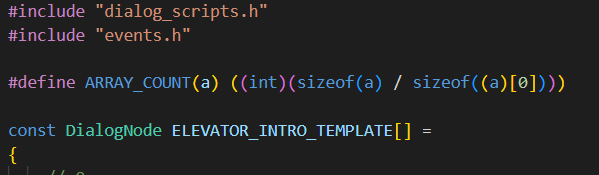 #include "dialog_scripts.h"
#include "events.h"
#define ARRAY_COUNT(a) ((int)(sizeof(a) / sizeof((a)[0])))
const DialogNode ELEVATOR_INTRO_TEMPLATE[] =
{